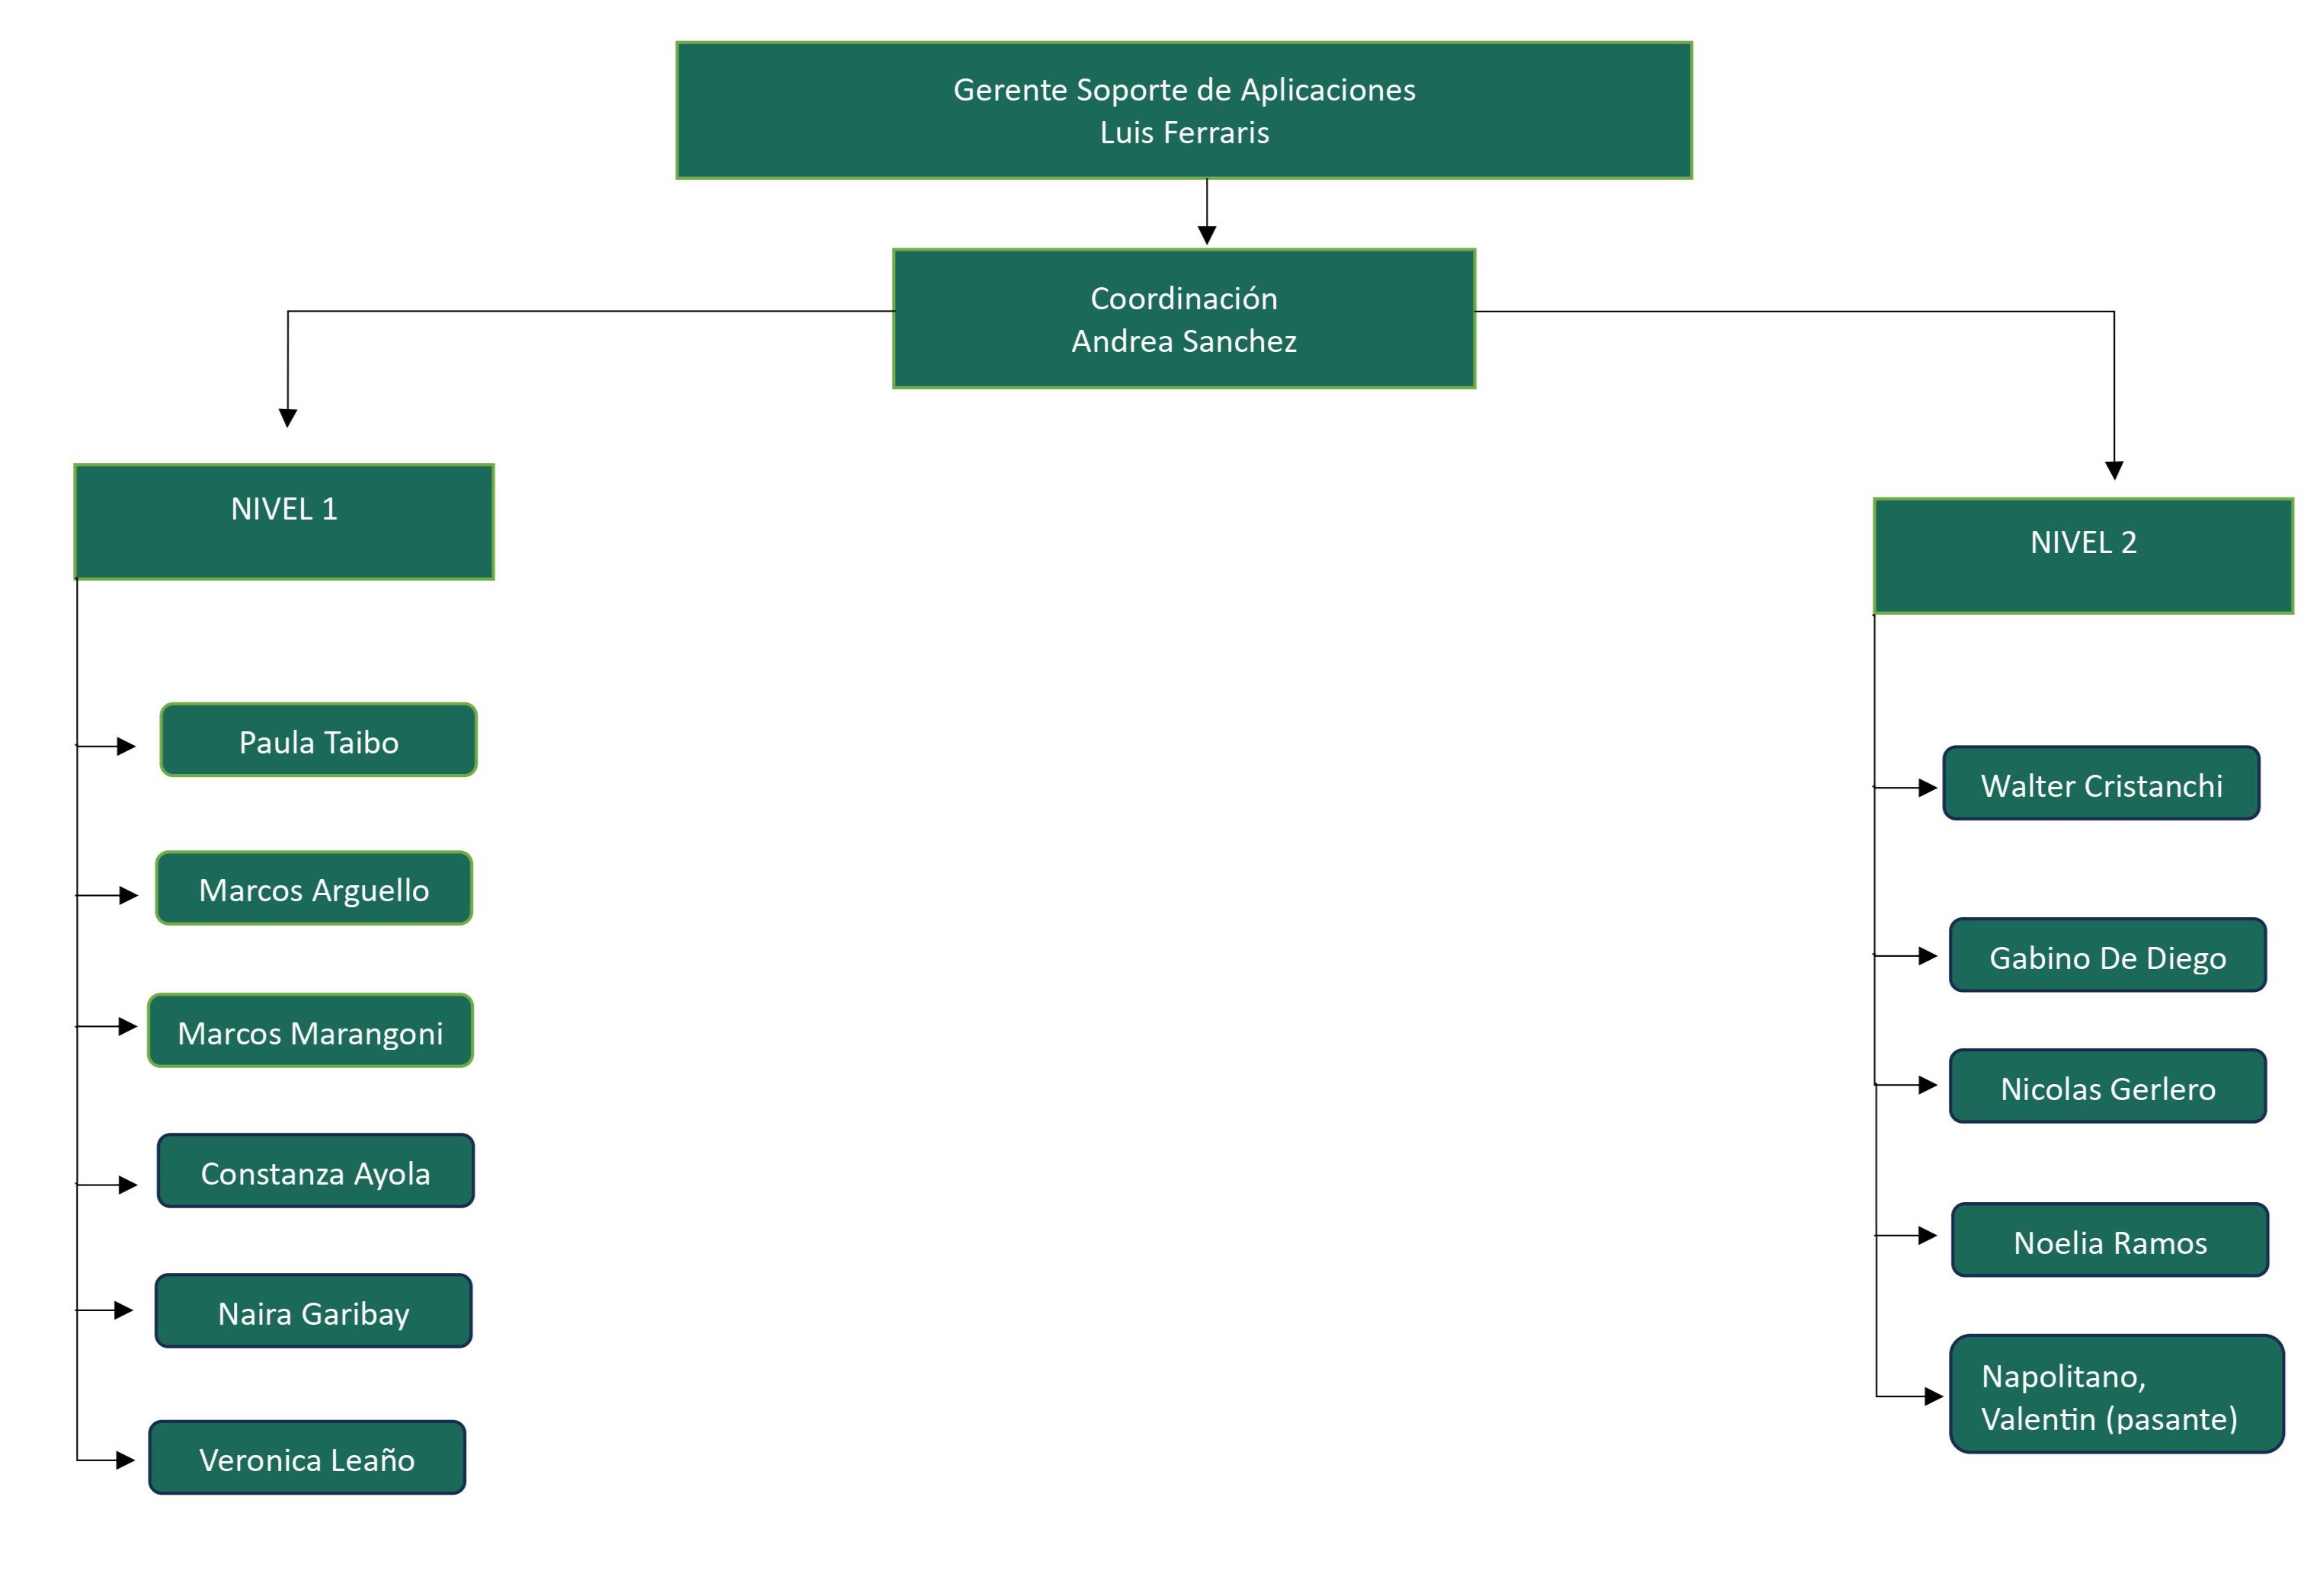 Gerente Soporte de Aplicaciones
Luis Ferraris
Coordinación
Andrea Sanchez
NIVEL 1
Paula Taibo
Marcos Arguello
Marcos Marangoni
Constanza Ayola
Naira Garibay
Veronica Leaño
NIVEL 2
Walter Cristanchi
Gabino De Diego
Nicolas Gerlero
Noelia Ramos
Napolitano,
Valentin (pasante)